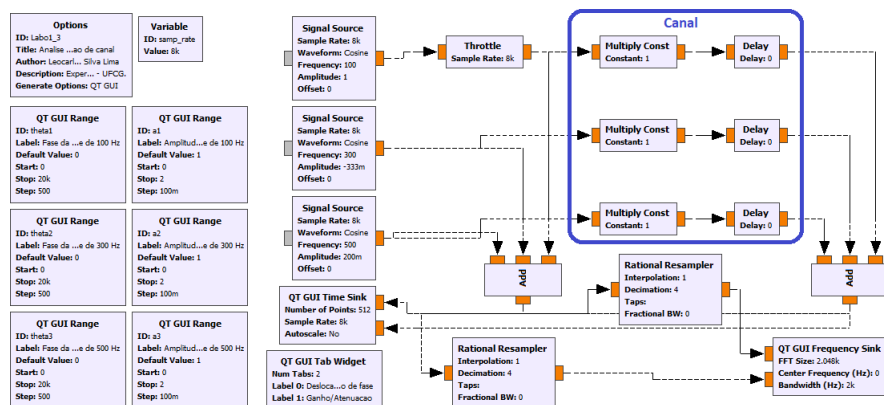 Options
ID: Labo1_3
Title: Analise ...ao de canal
Author: Leocarl... Silva Lima
Description: Exper... - UFCG.
Generate Options: QT GUI
Variable
ID: samp_rate
Value: 8k
QT GUI Range
ID: theta1
Label: Fase da ...e de 100 Hz
Default Value: 0
Start: 0
Stop: 20k
Step: 500
QT GUI Range
ID: a1
Label: Amplitud...e de 100 Hz
Default Value: 1
Start: 0
Stop: 2
Step: 100m
QT GUI Range
ID: theta2
Label: Fase da ...e de 300 Hz
Default Value: 0
Start: 0
Stop: 20k
Step: 500
QT GUI Range
ID: a2
Label: Amplitud...e de 300 Hz
Default Value: 1
Start: 0
Stop: 2
Step: 100m
QT GUI Range
ID: theta3
Label: Fase da ...e de 500 Hz
Default Value: 0
Start: 0
Stop: 20k
Step: 500
QT GUI Range
ID: a3
Label: Amplitud...e de 500 Hz
Default Value: 1
Start: 0
Stop: 2
Step: 100m
Signal Source
Sample Rate: 8k
Waveform: Cosine
Frequency: 100
Amplitude: 1
Offset: 0
Signal Source
Sample Rate: 8k
Waveform: Cosine
Frequency: 300
Amplitude: -333m
Offset: 0
Signal Source
Sample Rate: 8k
Waveform: Cosine
Frequency: 500
Amplitude: 200m
Offset: 0
Throttle
Sample Rate: 8k
Canal
Multiply Const
Constant: 1
Delay
Delay: 0
Multiply Const
Constant: 1
Delay
Delay: 0
Multiply Const
Constant: 1
Delay
Delay: 0
Add
Add
Rational Resampler
Interpolation: 1
Decimation: 4
Taps:
Fractional BW: 0
QT GUI Time Sink
Number of Points: 512
Sample Rate: 8k
Autoscale: No
QT GUI Tab Widget
Num Tabs: 2
Label 0: Desloca...o de fase
Label 1: Ganho/Atenuacao
Rational Resampler
Interpolation: 1
Decimation: 4
Taps:
Fractional BW: 0
QT GUI Frequency Sink
FFT Size: 2.048k
Center Frequency (Hz): 0
Bandwidth (Hz): 2k